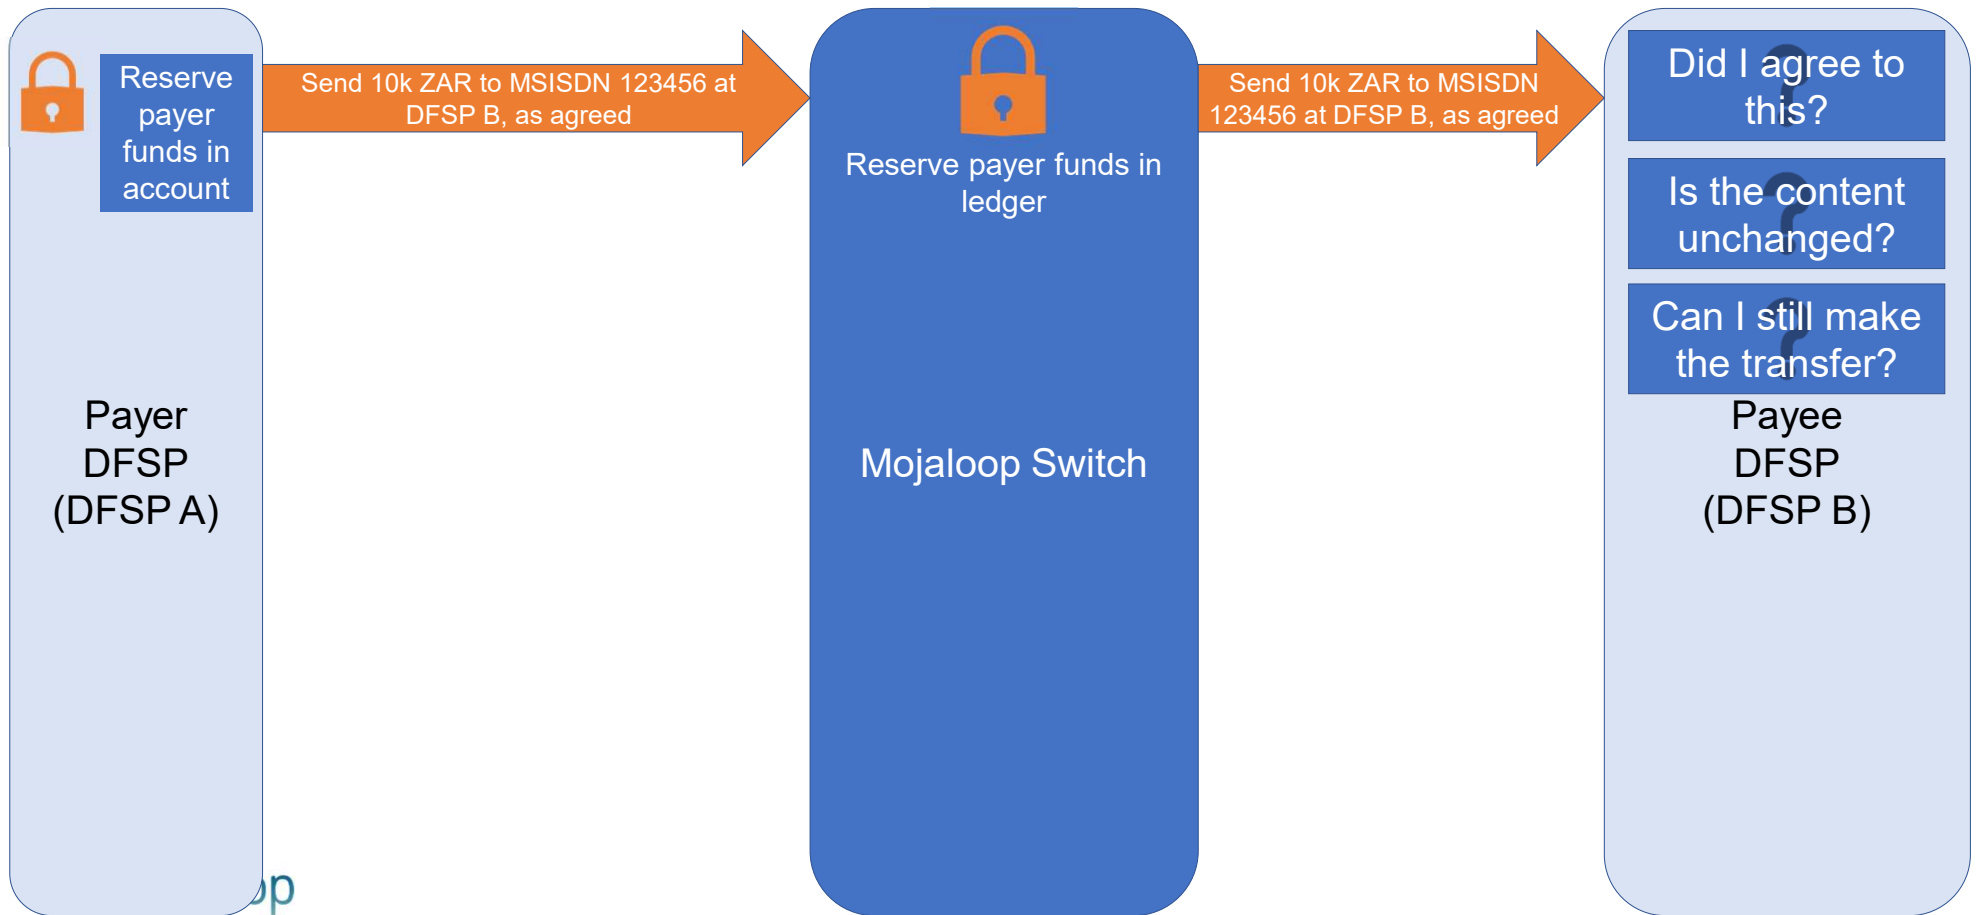 Reserve
payer
funds in
account
Send 10k ZAR to MSISDN 123456 at
DFSP B, as agreed
Reserve payer funds in
ledger
Send 10k ZAR to MSISDN
123456 at DFSP B, as agreed
Did I agree to
this?
Is the content
unchanged?
Can I still make
the transfer?
Payer
DFSP
(DFSP A)
Mojaloop Switch
Payee
DFSP
(DFSP B)
op